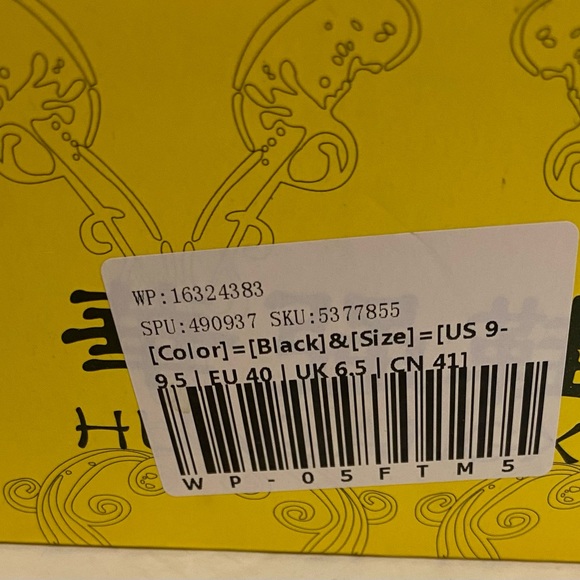 WP:16324383
SPU:490937 SKU:5377855
[Color]=[Black]&[Size]=[US 9-
9.5 | EU 40 | UK 6.5 | CN 41]
WP-05FTM5